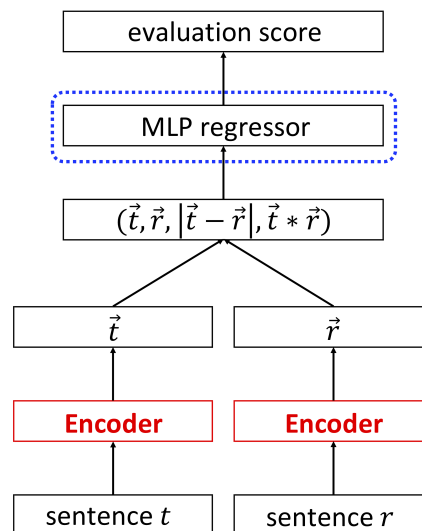 evaluation score
MLP regressor
(t⃗, r⃗, |t⃗ − r⃗|, t⃗ * r⃗)
t⃗
r⃗
Encoder
Encoder
sentence t
sentence r